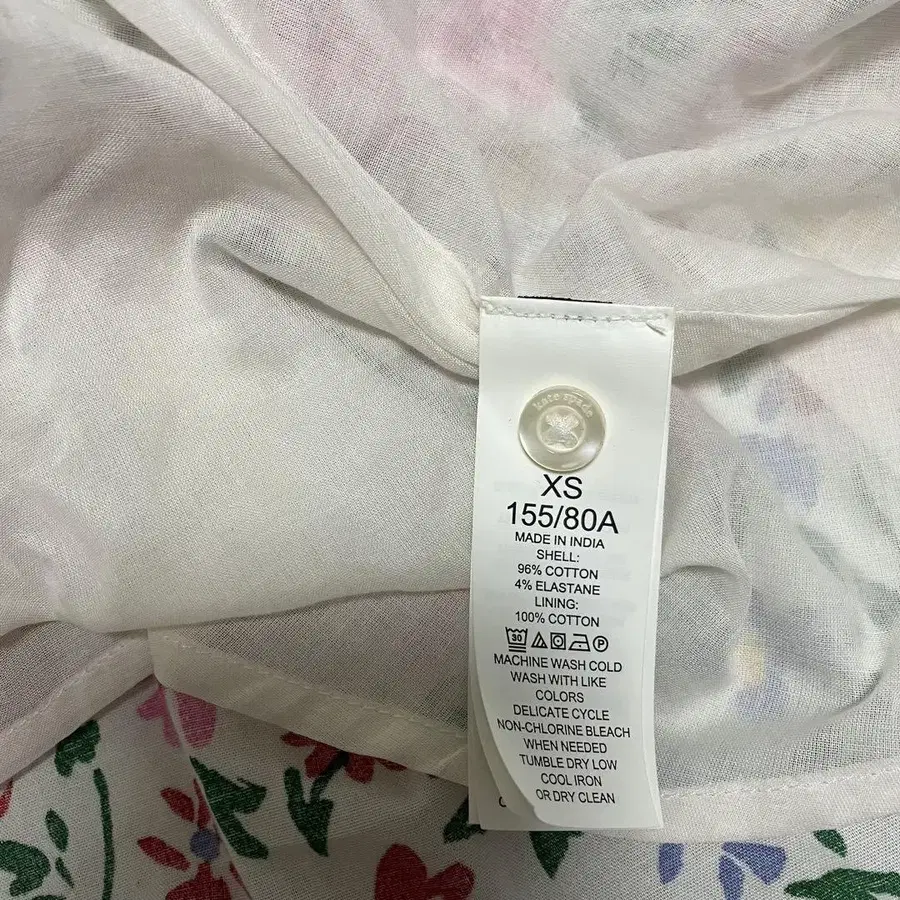 kate spade
XS
155/80A
MADE IN INDIA
SHELL:
96% COTTON
4% ELASTANE
LINING:
100% COTTON
30 P
MACHINE WASH COLD
WASH WITH LIKE
COLORS
DELICATE CYCLE
NON-CHLORINE BLEACH
WHEN NEEDED
TUMBLE DRY LOW
COOL IRON
OR DRY CLEAN